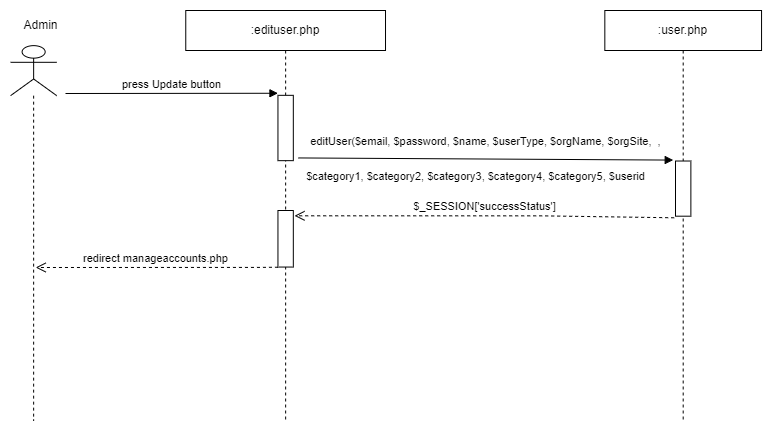 Admin
:edituser.php
:user.php
press Update button
editUser($email, $password, $name, $userType, $orgName, $orgSite, ,
$category1, $category2, $category3, $category4, $category5, $userid
$_SESSION['successStatus']
redirect manageaccounts.php